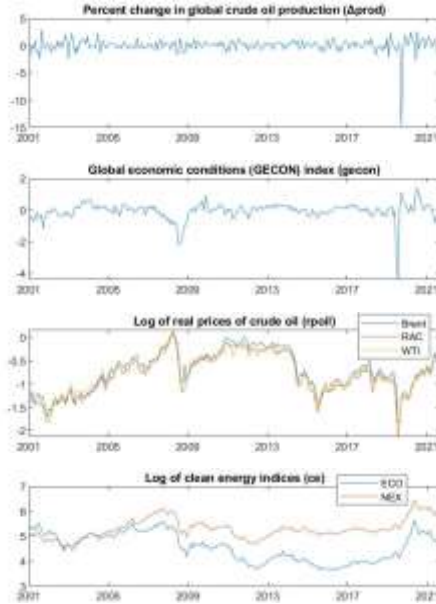 Percent change in global crude oil production (Δprod)
5
0
-5
-10
-15
2001 2005 2009 2013 2017 2021
Global economic conditions (GECON) index (gecon)
2
0
-2
-4
2001 2005 2009 2013 2017 2021
Log of real prices of crude oil (rpoil)
Brent
RAC
WTI
0
-0.5
-1
-1.5
-2
2001 2005 2009 2013 2017 2021
Log of clean energy indices (ce)
ECO
NEX
7
6
5
4
3
2001 2005 2009 2013 2017 2021